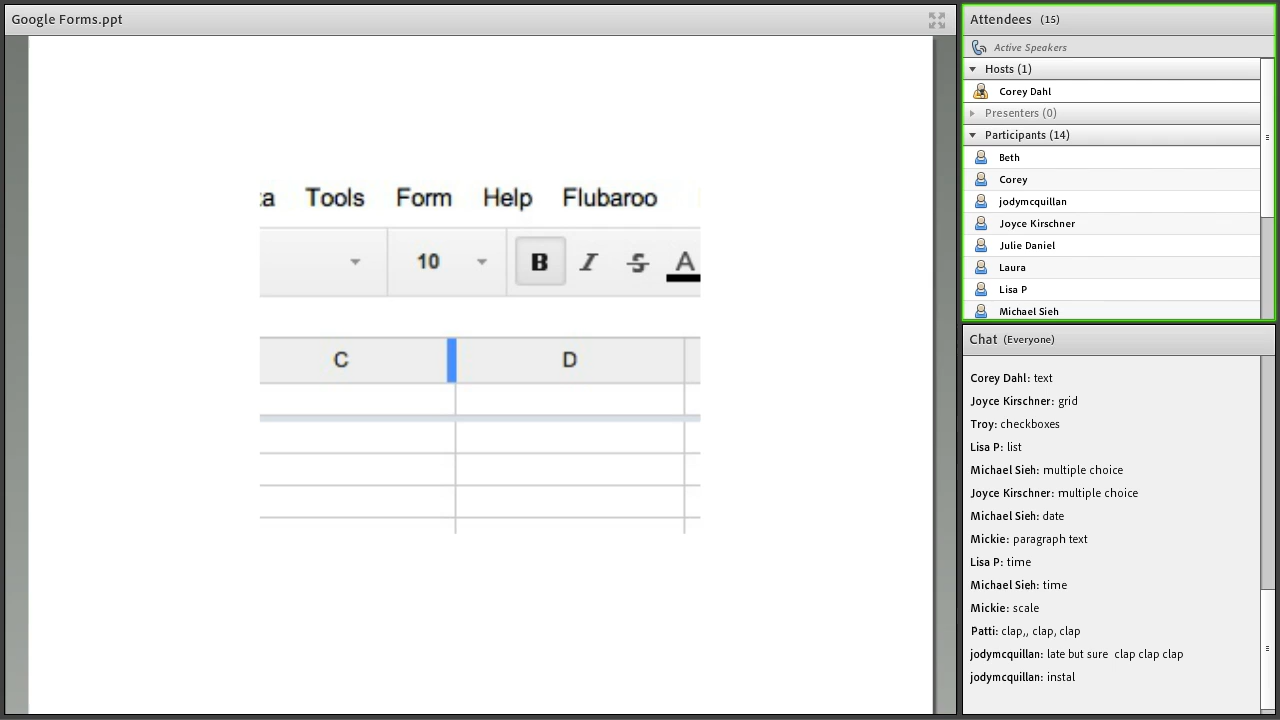 Google Forms.ppt
za Tools Form Help Flubaroo
10 B I S A
C D
Attendees (15)
Active Speakers
Hosts (1)
Corey Dahl
Presenters (0)
Participants (14)
Beth
Corey
jodymcquillan
Joyce Kirschner
Julie Daniel
Laura
Lisa P
Michael Sieh
Chat (Everyone)
Corey Dahl: text
Joyce Kirschner: grid
Troy: checkboxes
Lisa P: list
Michael Sieh: multiple choice
Joyce Kirschner: multiple choice
Michael Sieh: date
Mickie: paragraph text
Lisa P: time
Michael Sieh: time
Mickie: scale
Patti: clap,, clap, clap
jodymcquillan: late but sure  clap clap clap
jodymcquillan: instal